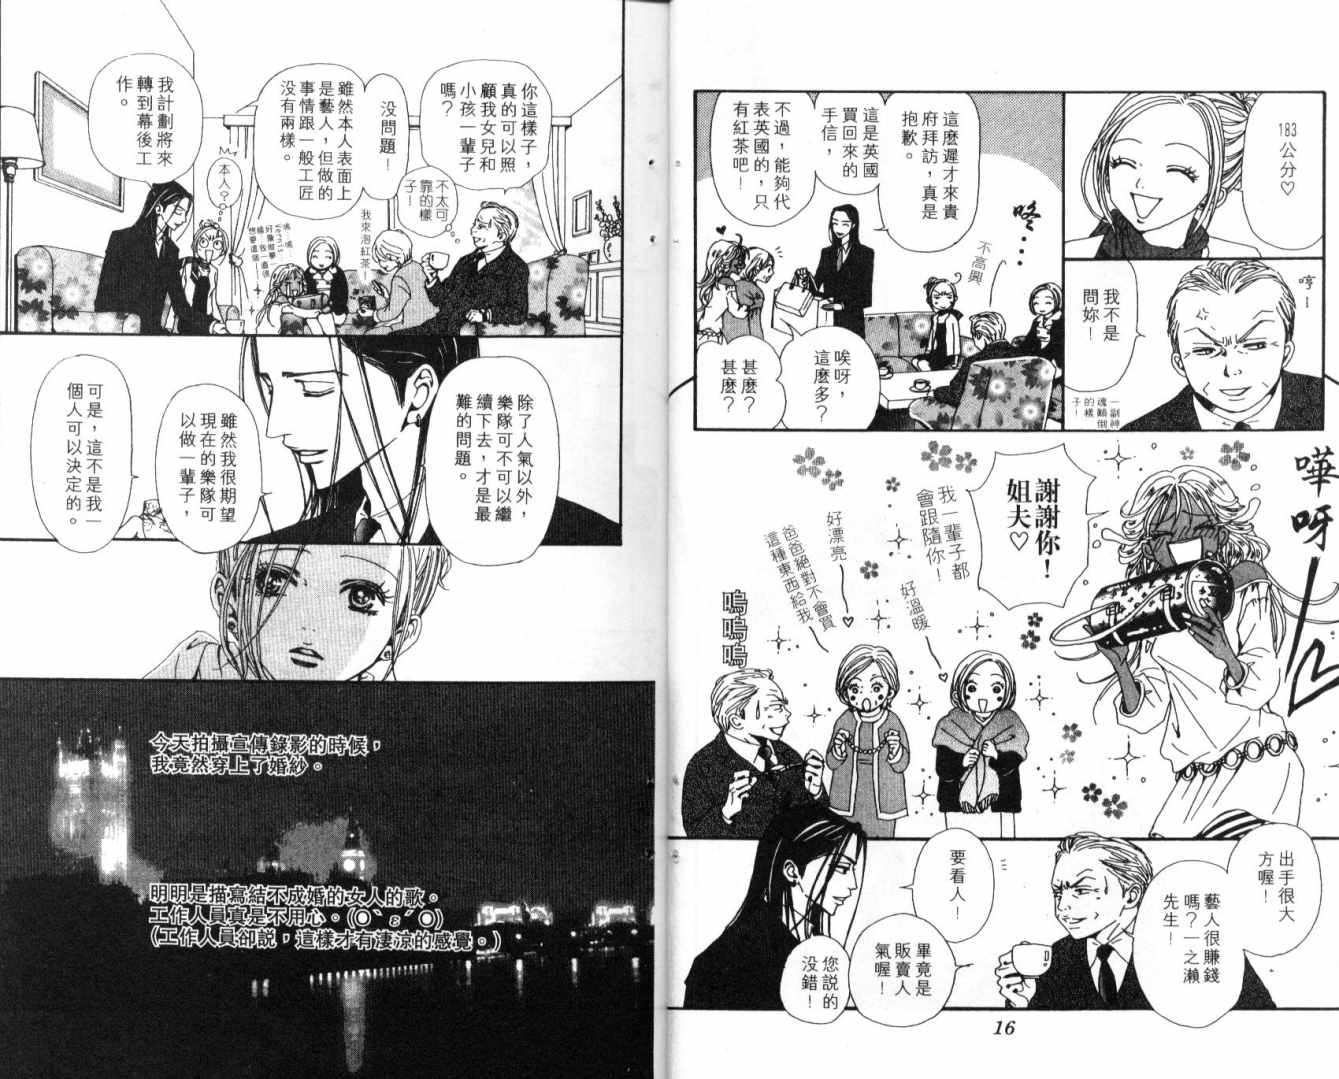 183
公分♡
哼！
我不是
問妳！
一副神
魂顛倒
的樣
子！
這麼遲才來貴
府拜訪，真是
抱歉。
這是英國
買回來的
手信，
不過，能夠代
表英國的，只
有紅茶吧！
咚…
不高興
唉呀，
這麼多？
甚麼？
甚麼？
嘩呀！
謝謝你！
姐夫♡
我一輩子都
會跟隨你！
好溫暖
好漂亮
爸爸絕對不會買
這種東西給我
嗚
嗚
嗚
出手很大
方喔！
藝人很賺錢
嗎？一之瀨
先生！
要看人！
畢竟是
販賣人
氣喔！
您說的
沒錯！
16
你這樣子，
真的可以照
顧我女兒和
小孩一輩子
嗎？
不太可
靠的樣
子！
沒問題！
雖然本人表面上
是藝人，但做的
事情跟一般工匠
沒有兩樣。
我來泡紅茶！
本人？
我計劃將來
轉到幕後工
作。
除了人氣以外，
樂隊可不可以繼
續下去，才是最
難的問題。
雖然我很期望
現在的樂隊可
以做一輩子，
可是，這不是我一
個人可以決定的。
今天拍攝宣傳錄影的時候，
我竟然穿上了婚紗。
明明是描寫結不成婚的女人的歌。
工作人員真是不用心。(◉`ε´◉)
(工作人員卻說，這樣才有淒涼的感覺。)